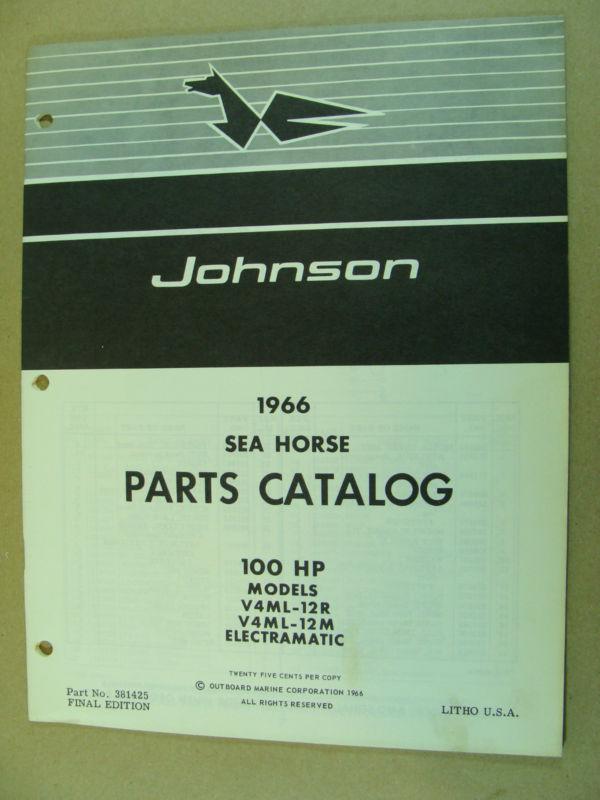 Johnson
1966
SEA HORSE
PARTS CATALOG
100 HP
MODELS
V4ML-12R
V4ML-12M
ELECTRAMATIC
TWENTY FIVE CENTS PER COPY
© OUTBOARD MARINE CORPORATION 1966
ALL RIGHTS RESERVED
Part No. 381425
FINAL EDITION
LITHO U.S.A.